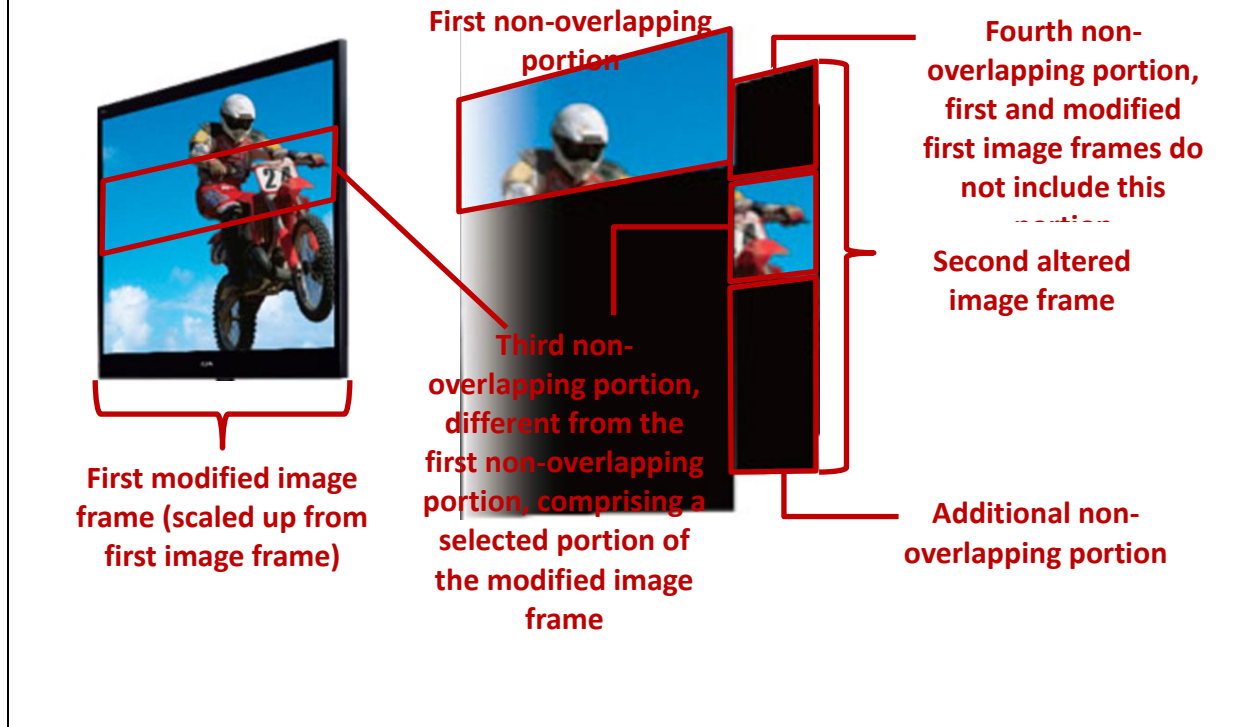 First non-overlapping
portion
Fourth non-
overlapping portion,
first and modified
first image frames do
not include this
portion
Second altered
image frame
Third non-
overlapping portion,
different from the
first non-overlapping
portion, comprising a
selected portion of
the modified image
frame
First modified image
frame (scaled up from
first image frame)
Additional non-
overlapping portion